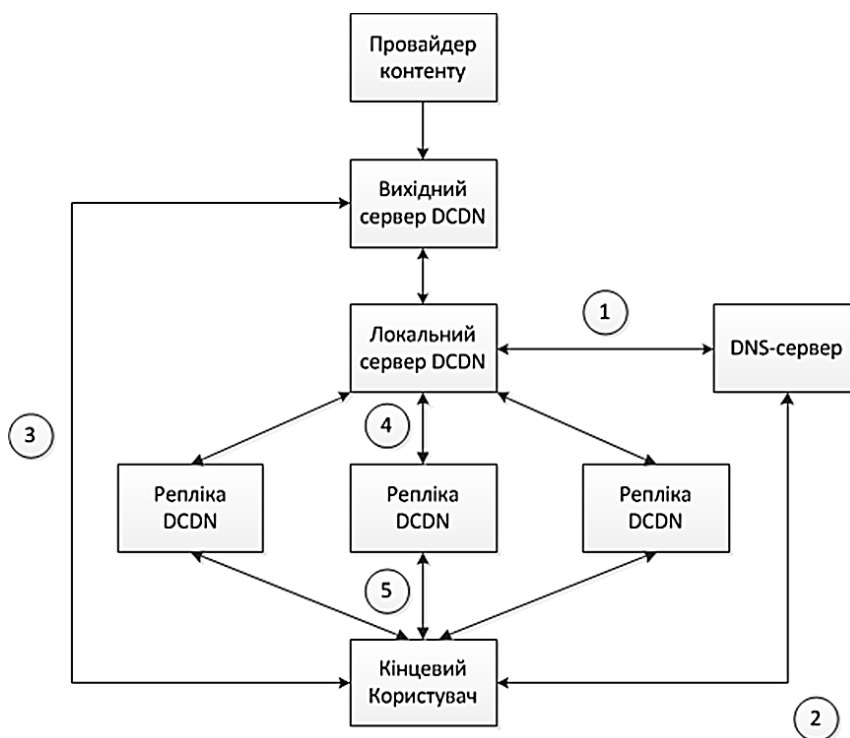 Провайдер
контенту
Вихідний
сервер DCDN
1
Локальний
сервер DCDN
DNS-сервер
3
4
Репліка
DCDN
Репліка
DCDN
Репліка
DCDN
5
Кінцевий
Користувач
2